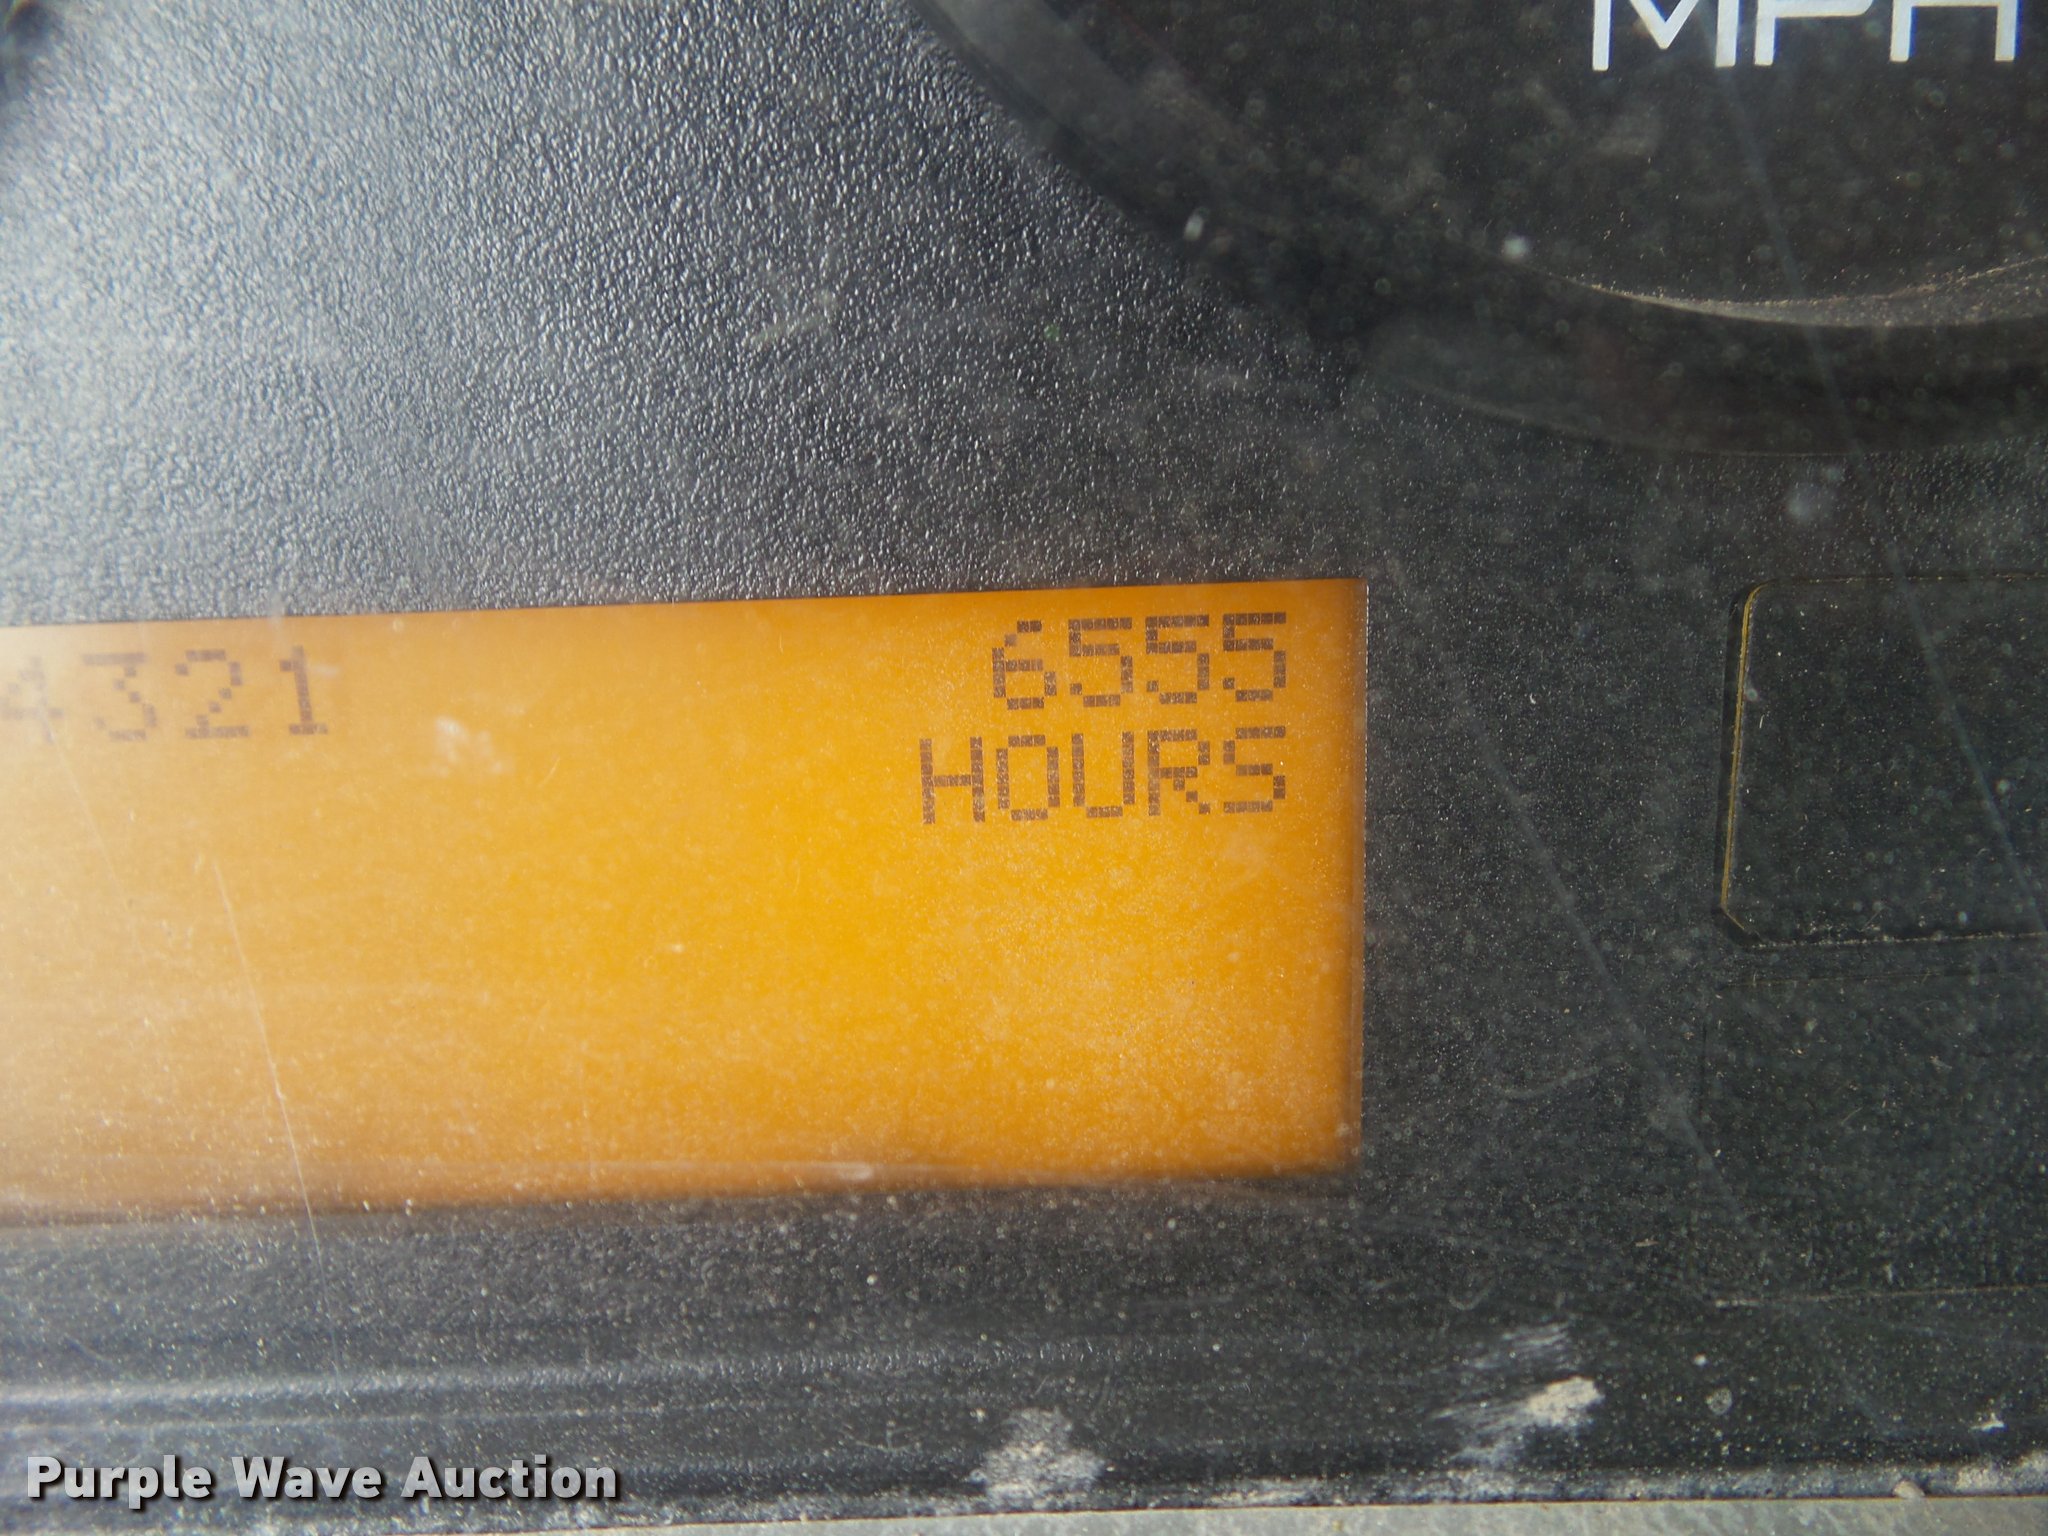 MPH
4321 6555
HOURS
Purple Wave Auction